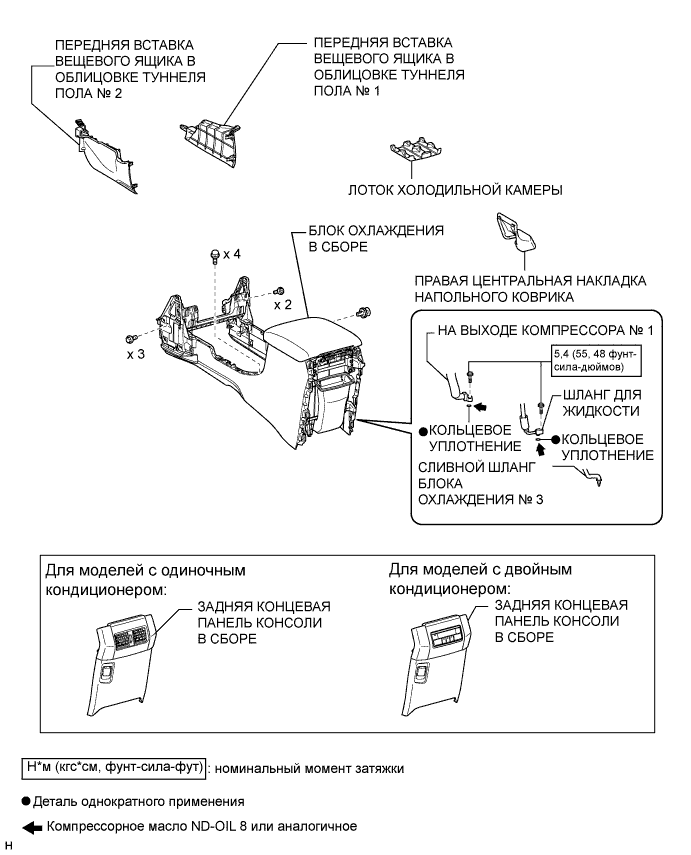 ПЕРЕДНЯЯ ВСТАВКА
ВЕЩЕВОГО ЯЩИКА В
ОБЛИЦОВКЕ ТУННЕЛЯ
ПОЛА № 2
ПЕРЕДНЯЯ ВСТАВКА
ВЕЩЕВОГО ЯЩИКА В
ОБЛИЦОВКЕ ТУННЕЛЯ
ПОЛА № 1
ЛОТОК ХОЛОДИЛЬНОЙ КАМЕРЫ
БЛОК ОХЛАЖДЕНИЯ
В СБОРЕ
x 4
x 2
x 3
ПРАВАЯ ЦЕНТРАЛЬНАЯ НАКЛАДКА
НАПОЛЬНОГО КОВРИКА
НА ВЫХОДЕ КОМПРЕССОРА № 1
5,4 (55, 48 фунт-
сила-дюймов)
ШЛАНГ ДЛЯ
ЖИДКОСТИ
●КОЛЬЦЕВОЕ
УПЛОТНЕНИЕ
●КОЛЬЦЕВОЕ
УПЛОТНЕНИЕ
СЛИВНОЙ ШЛАНГ
БЛОКА
ОХЛАЖДЕНИЯ № 3
Для моделей с одиночным
кондиционером:
ЗАДНЯЯ КОНЦЕВАЯ
ПАНЕЛЬ КОНСОЛИ
В СБОРЕ
Для моделей с двойным
кондиционером:
ЗАДНЯЯ КОНЦЕВАЯ
ПАНЕЛЬ КОНСОЛИ
В СБОРЕ
Н*м (кгс*см, фунт-сила-фут) : номинальный момент затяжки
● Деталь однократного применения
Компрессорное масло ND-OIL 8 или аналогичное
Н